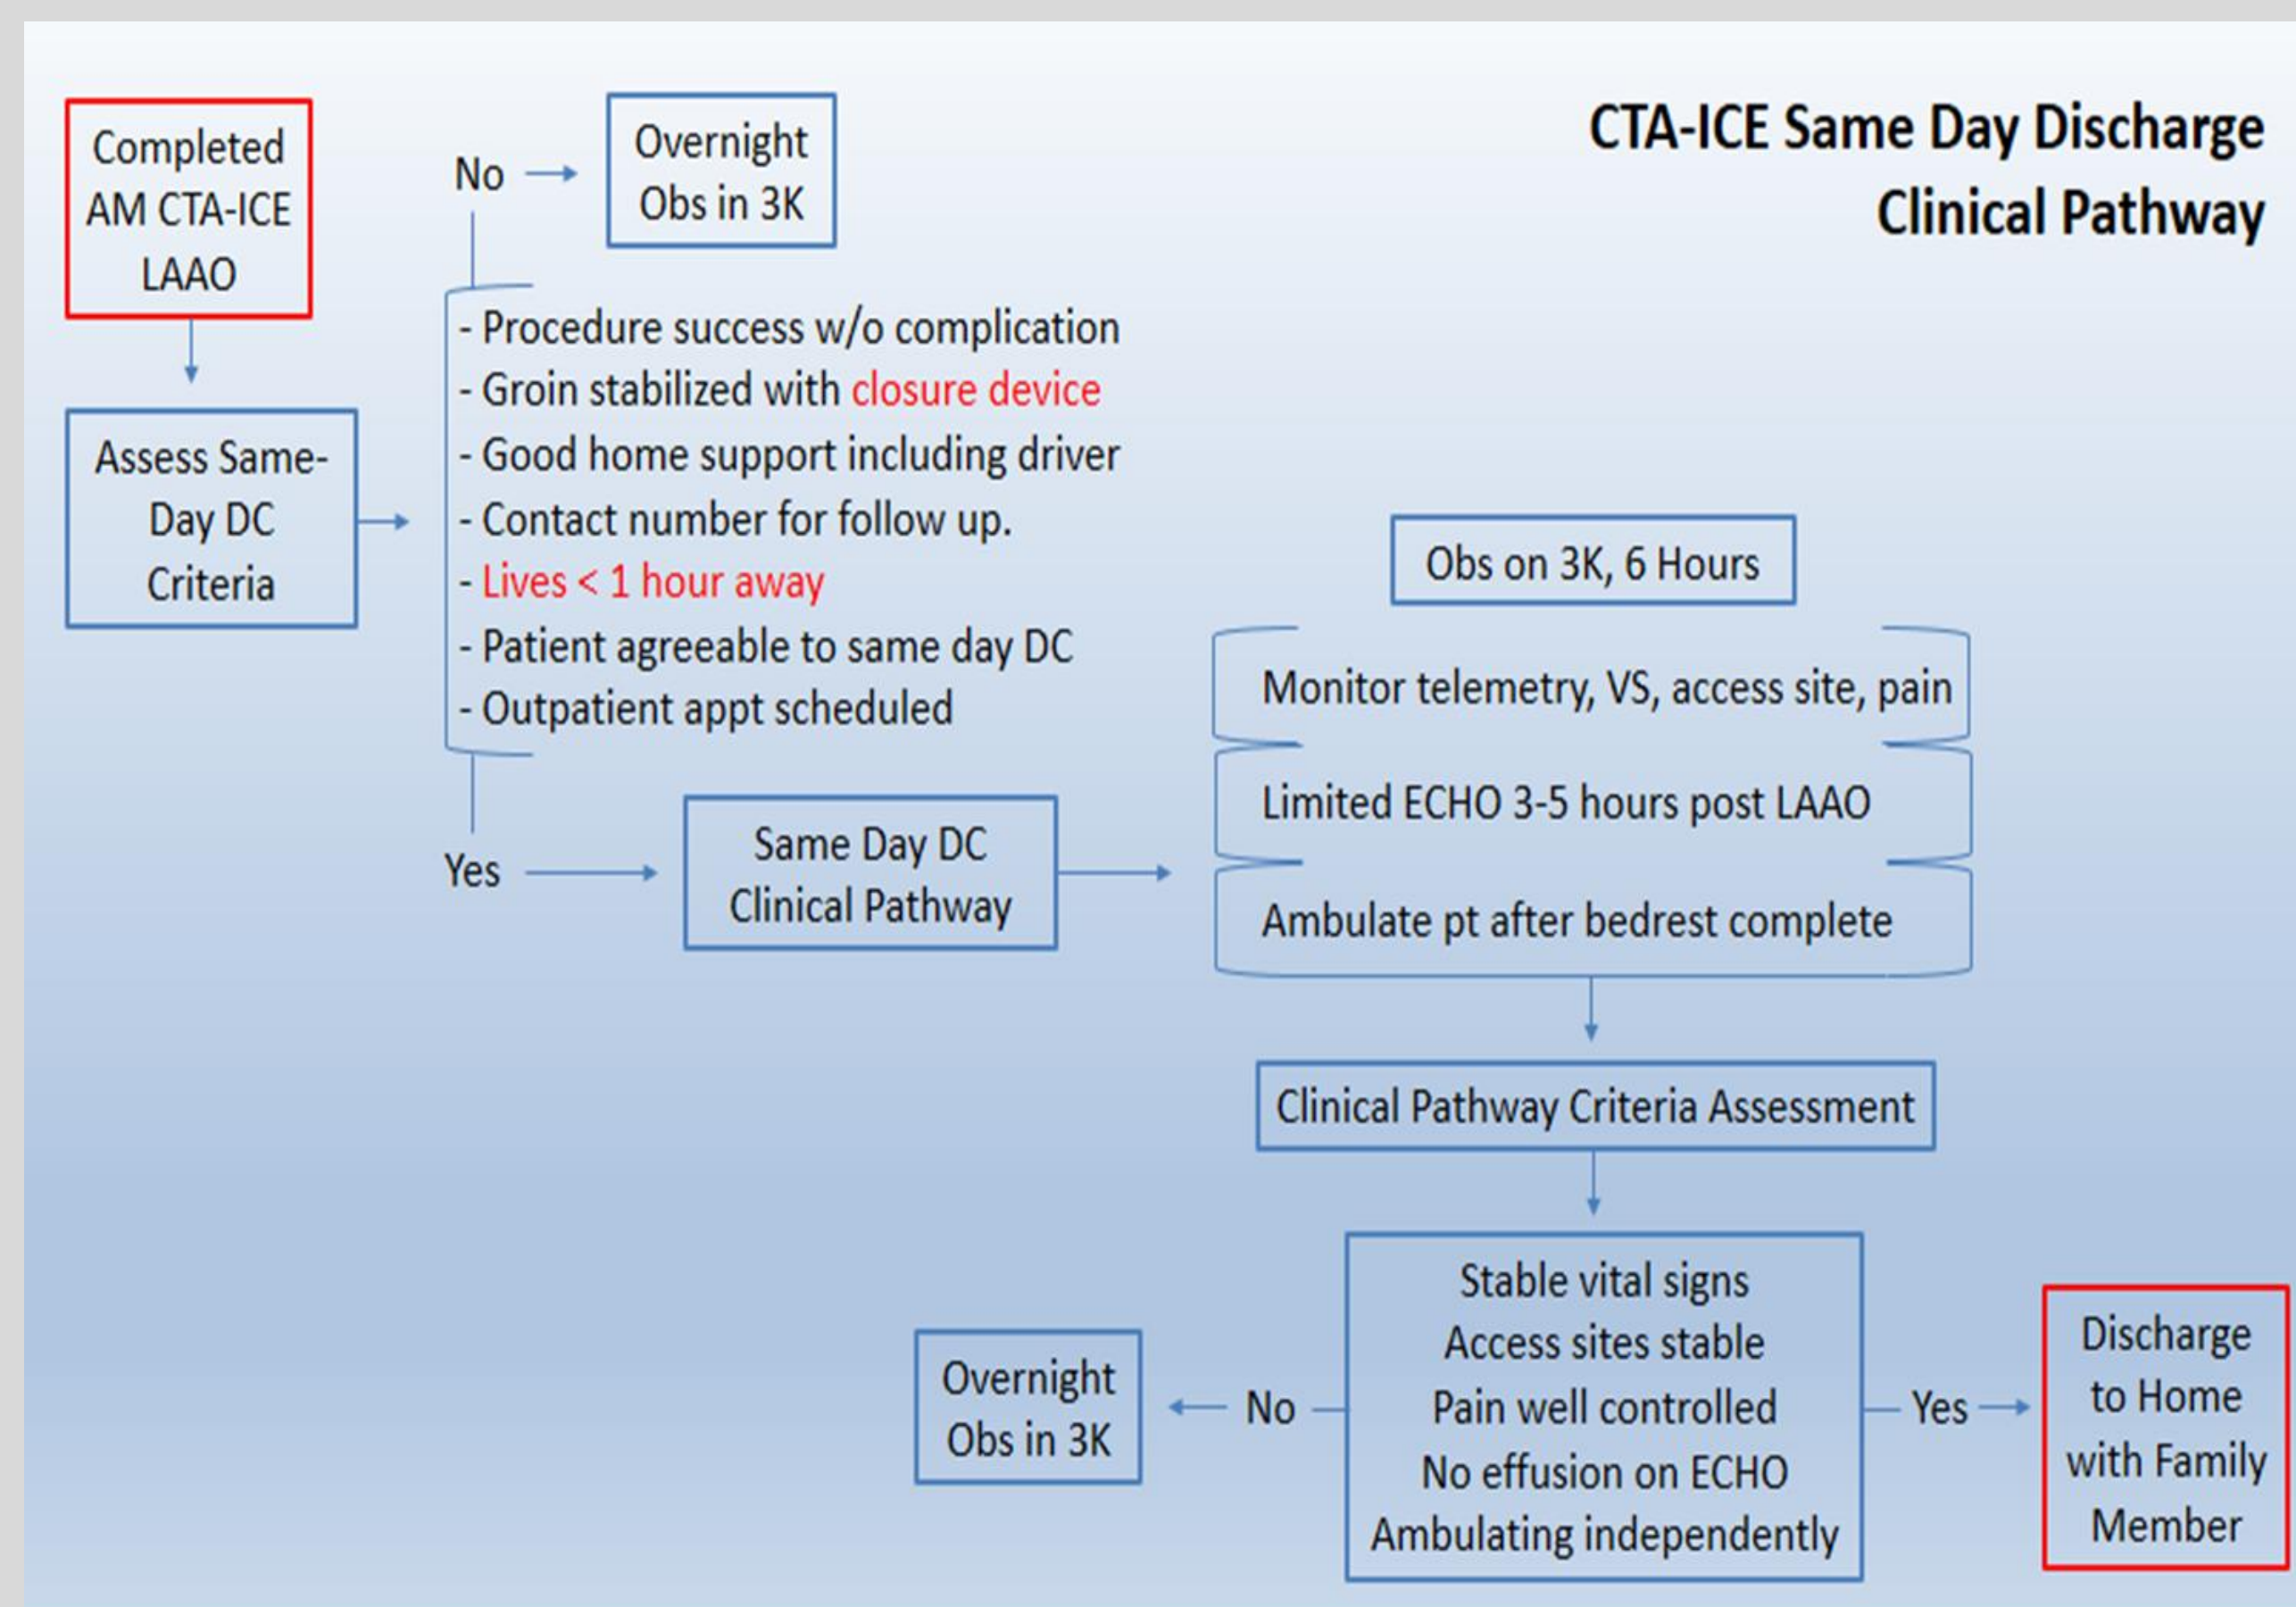 CTA-ICE Same Day Discharge
Clinical Pathway
Completed
AM CTA-ICE
LAAO
No
Overnight
Obs in 3K
Assess Same-
Day DC
Criteria
- Procedure success w/o complication
- Groin stabilized with closure device
- Good home support including driver
- Contact number for follow up.
- Lives < 1 hour away
- Patient agreeable to same day DC
- Outpatient appt scheduled
Yes
Same Day DC
Clinical Pathway
Obs on 3K, 6 Hours
Monitor telemetry, VS, access site, pain
Limited ECHO 3-5 hours post LAAO
Ambulate pt after bedrest complete
Clinical Pathway Criteria Assessment
Stable vital signs
Access sites stable
Pain well controlled
No effusion on ECHO
Ambulating independently
No
Overnight
Obs in 3K
Yes
Discharge
to Home
with Family
Member